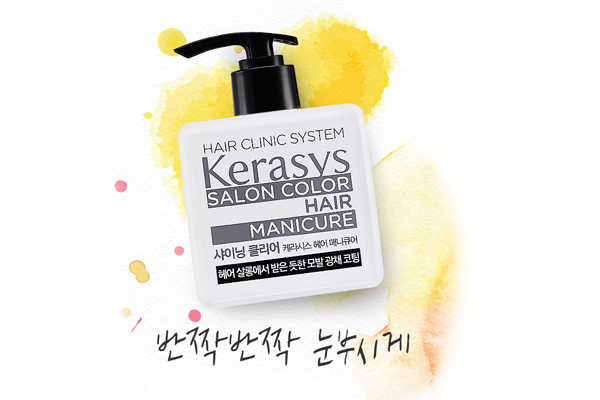 HAIR CLINIC SYSTEM
Kerasys
SALON COLOR
HAIR
MANICURE
샤이닝 클리어 케라시스 헤어 매니큐어
헤어 살롱에서 받은 듯한 모발 광채 코팅
반짝반짝 눈부시게